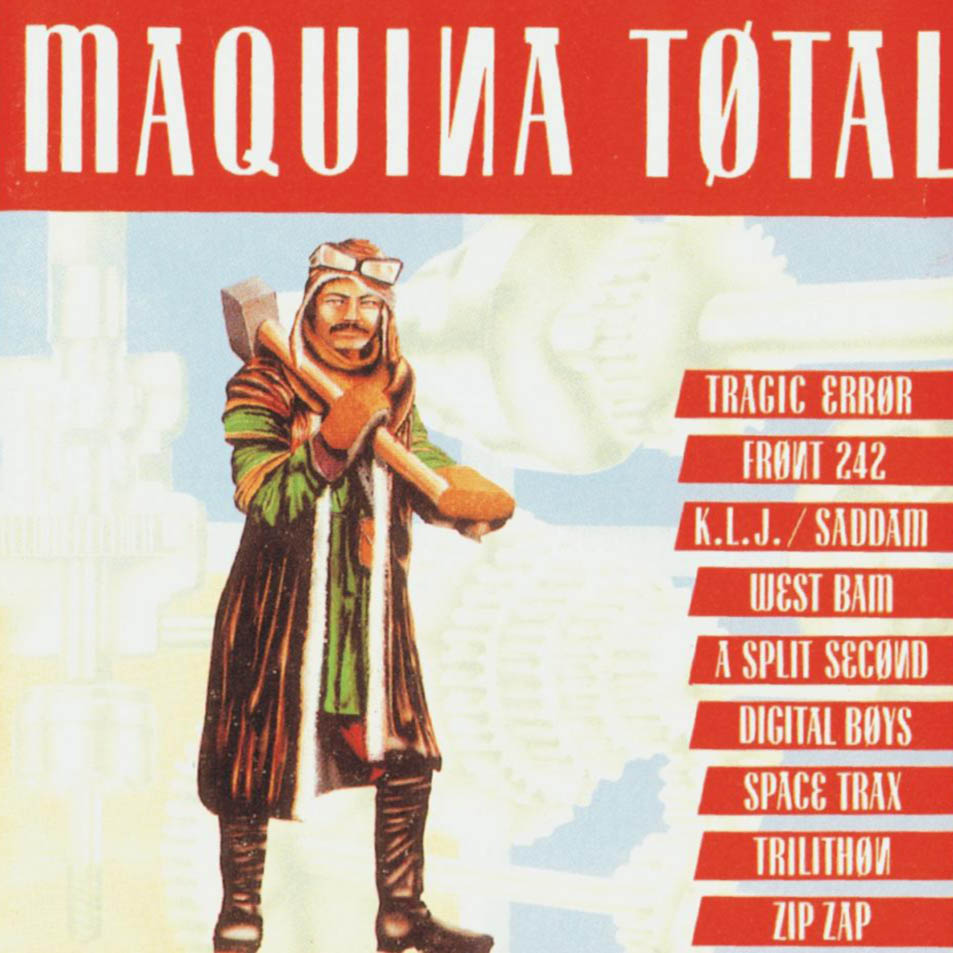 MAQUINA TØTAL
TRAGIC ERRØR
FRØNT 242
K.L.J. / SADDAM
WEST BAM
A SPLIT SECØND
DIGITAL BØYS
SPACE TRAX
TRILITHØN
ZIP ZAP